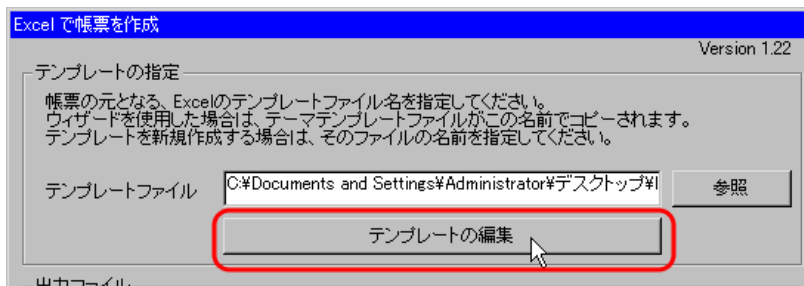 Excel で帳票を作成
Version 1.22
テンプレートの指定
帳票の元となる、Excelのテンプレートファイル名を指定してください。
ウィザードを使用した場合は、テーマテンプレートファイルがこの名前でコピーされます。
テンプレートを新規作成する場合は、そのファイルの名前を指定してください。
テンプレートファイル C:¥Documents and Settings¥Administrator¥デスクトップ¥I 参照
テンプレートの編集
出力ファイル